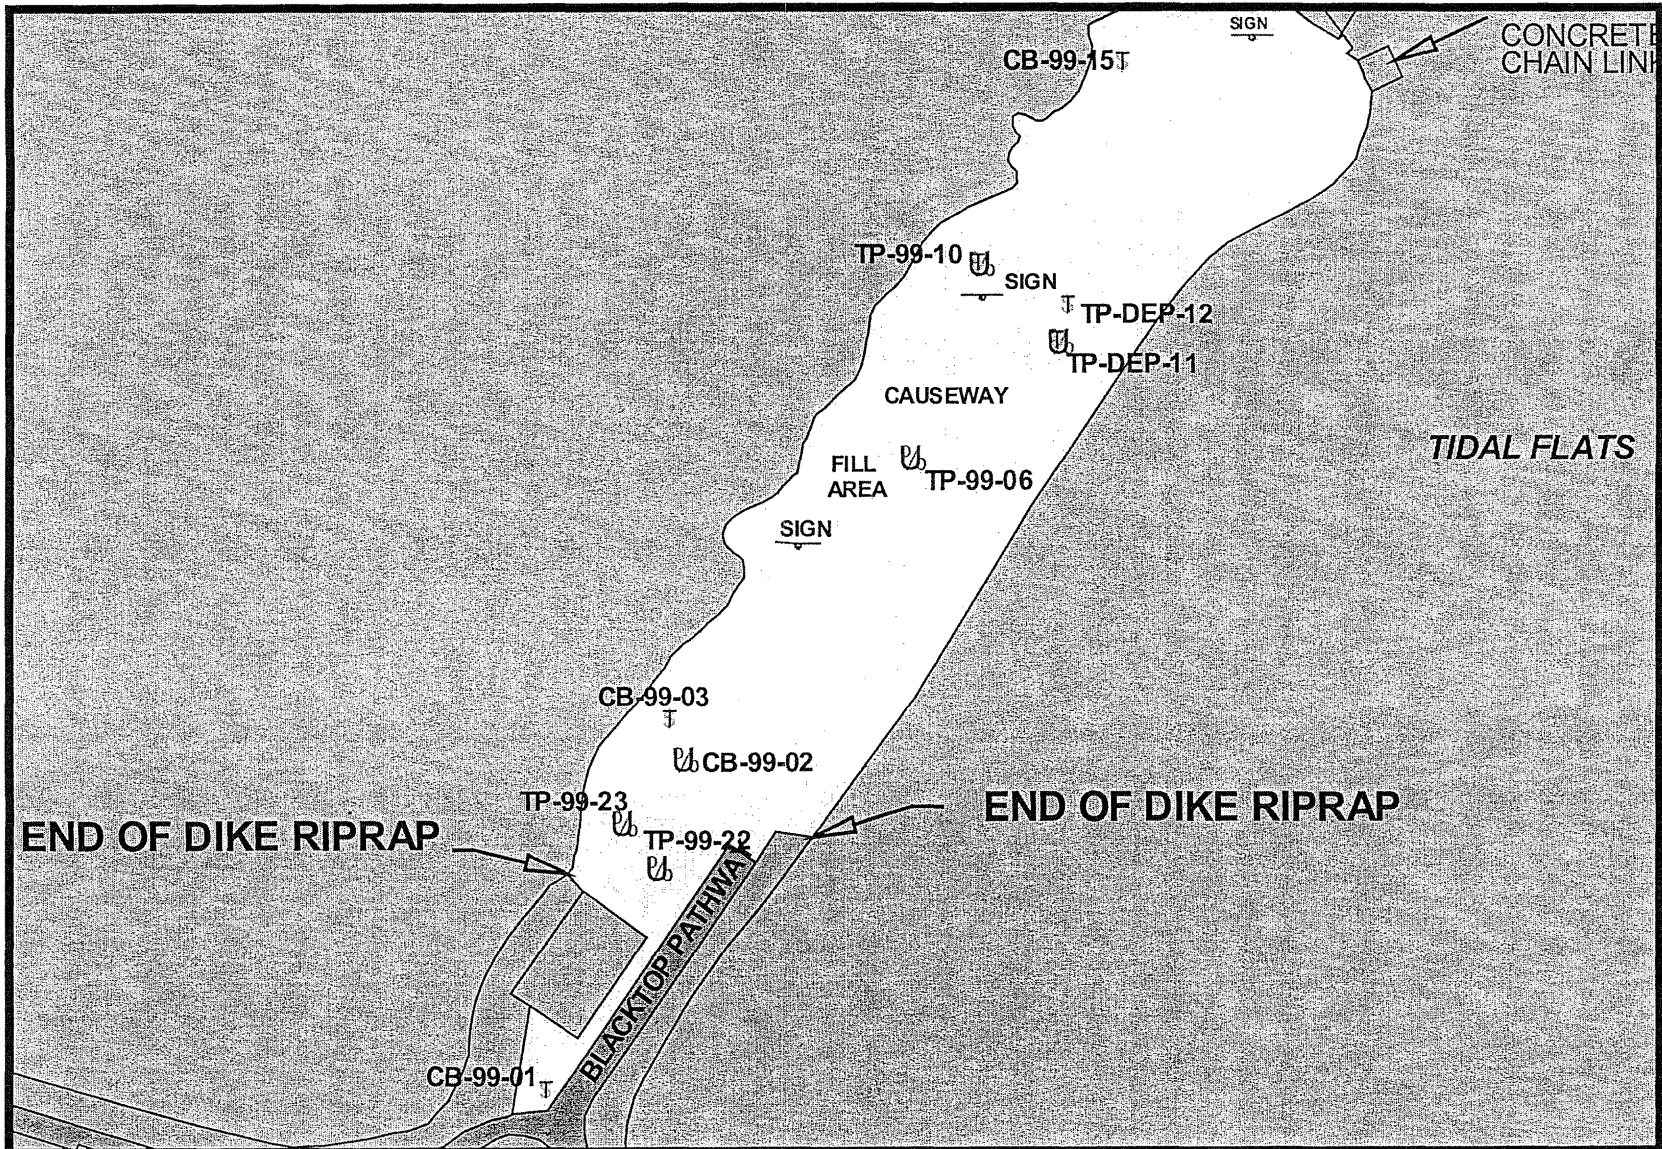 SIGN
CONCRETE
CHAIN LINK
CB-99-15
TP-99-10
SIGN
TP-DEP-12
TP-DEP-11
CAUSEWAY
TIDAL FLATS
FILL
AREA
TP-99-06
SIGN
CB-99-03
CB-99-02
TP-99-23
END OF DIKE RIPRAP
TP-99-22
END OF DIKE RIPRAP
BLACKTOP PATHWAY
CB-99-01